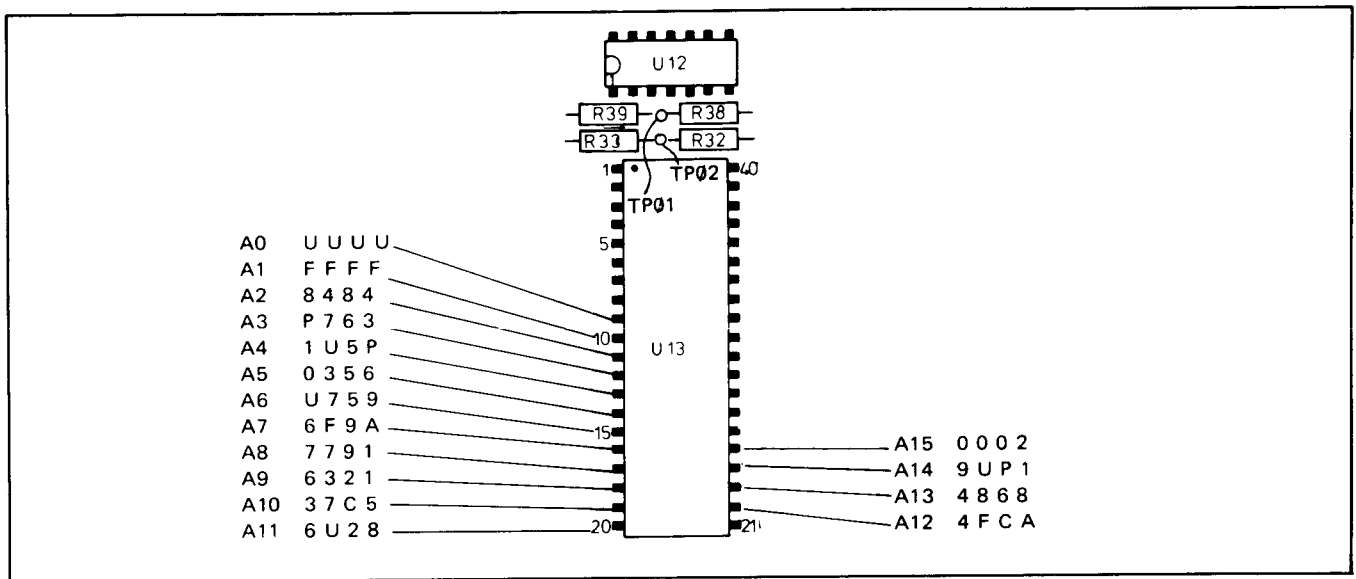 U12
R39 R38
R33 R32
1 TPØ2 40
TPØ1
A0 U U U U
5
A1 F F F F
A2 8 4 8 4
A3 P 7 6 3
10
A4 1 U 5 P
U13
A5 0 3 5 6
A6 U 7 5 9
A7 6 F 9 A
15
A8 7 7 9 1
A9 6 3 2 1
A10 3 7 C 5
A11 6 U 2 8
20
A15 0 0 0 2
A14 9 U P 1
A13 4 8 6 8
A12 4 F C A
21